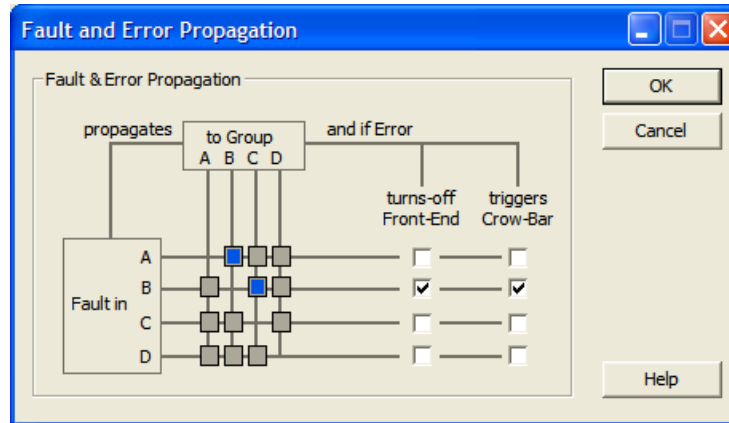 Fault and Error Propagation
Fault & Error Propagation
OK
propagates
to Group
and if Error
Cancel
A B C D
turns-off
Front-End
triggers
Crow-Bar
Fault in
A
B
C
D
Help